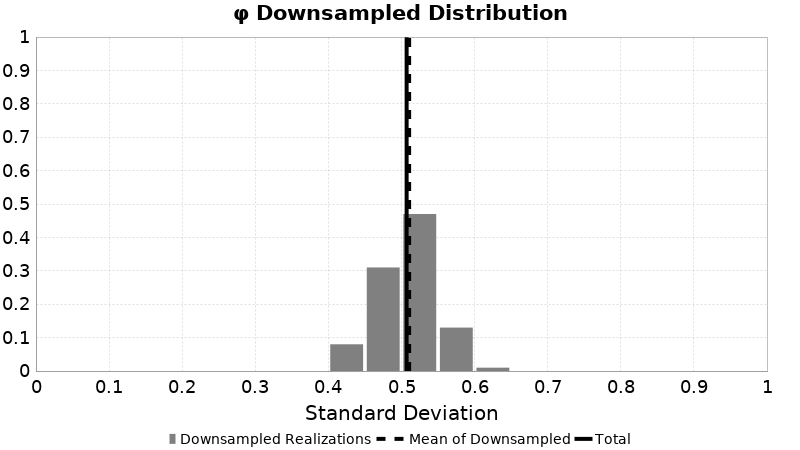 φ Downsampled Distribution
1
0.9
0.8
0.7
0.6
0.5
0.4
0.3
0.2
0.1
0
0 0.1 0.2 0.3 0.4 0.5 0.6 0.7 0.8 0.9 1
Standard Deviation
Downsampled Realizations Mean of Downsampled Total